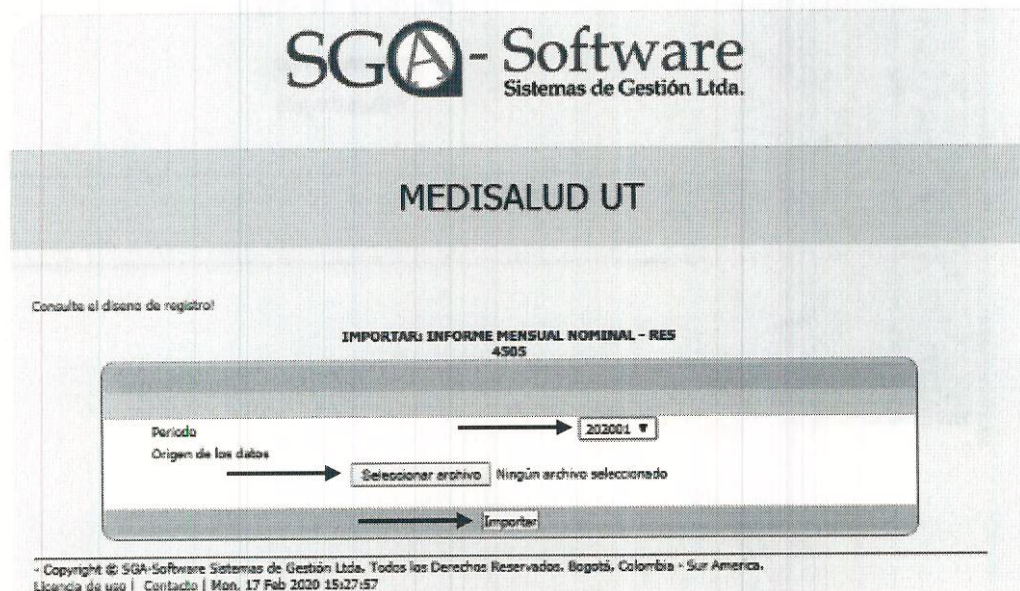 SGA - Software
Sistemas de Gestión Ltda.
MEDISALUD UT
Consulte el diseno de registro!
IMPORTAR: INFORME MENSUAL NOMINAL - RES
4505
Periodo 202001 ▼
Origen de los datos
Seleccionar archivo Ningún archivo seleccionado
Importar
- Copyright © SGA-Software Sistemas de Gestión Ltda. Todos los Derechos Reservados. Bogotá, Colombia - Sur America.
Licencia de uso | Contacto | Mon, 17 Feb 2020 15:27:57